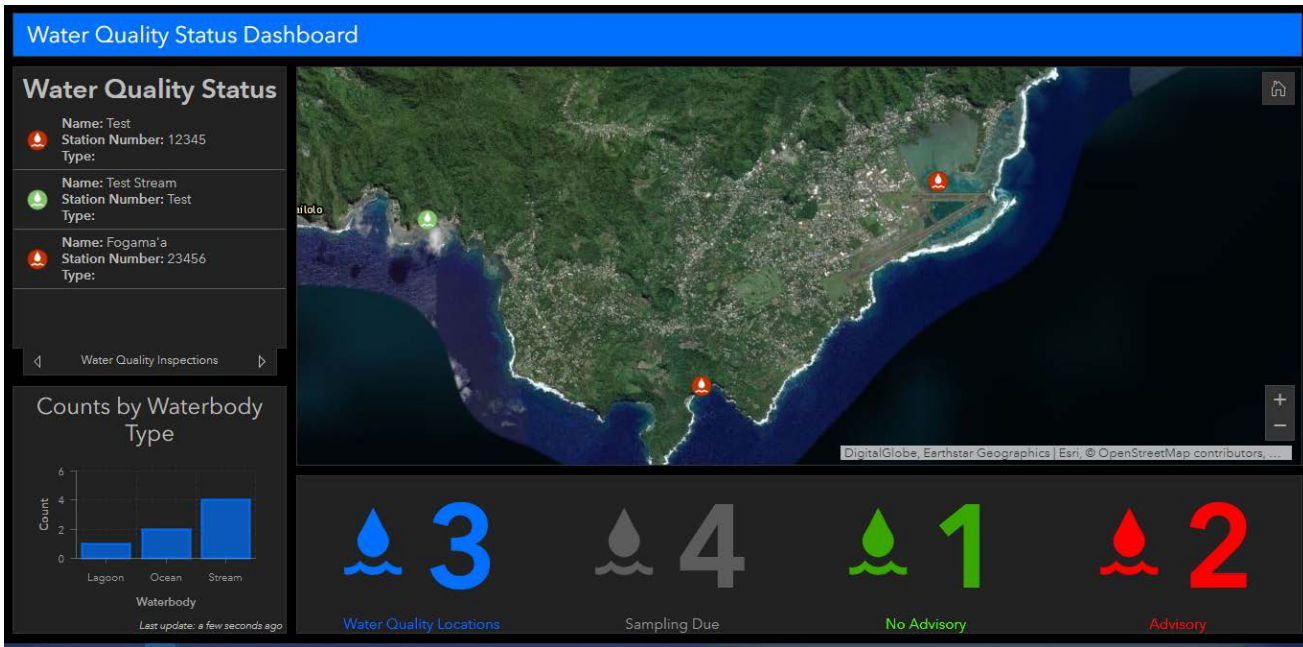 Water Quality Status Dashboard
Water Quality Status
Name: Test
Station Number: 12345
Type:
Name: Test Stream
Station Number: Test
Type:
Name: Fogama'a
Station Number: 23456
Type:
Water Quality Inspections
Counts by Waterbody
Type
6
4
2
0
Count
Lagoon Ocean Stream
Waterbody
Last update: a few seconds ago
ailolo
+
−
DigitalGlobe, Earthstar Geographics | Esri, © OpenStreetMap contributors, ...
3 4 1 2
Water Quality Locations Sampling Due No Advisory Advisory